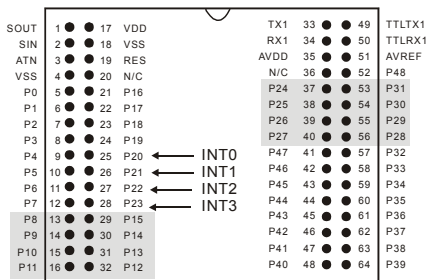 SOUT 1 17 VDD TX1 33 49 TTLTX1
SIN 2 18 VSS RX1 34 50 TTLRX1
ATN 3 19 RES AVDD 35 51 AVREF
VSS 4 20 N/C N/C 36 52 P48
P0 5 21 P16 P24 37 53 P31
P1 6 22 P17 P25 38 54 P30
P2 7 23 P18 P26 39 55 P29
P3 8 24 P19 P27 40 56 P28
P4 9 25 P20 INT0 P47 41 57 P32
P5 10 26 P21 INT1 P46 42 58 P33
P6 11 27 P22 INT2 P45 43 59 P34
P7 12 28 P23 INT3 P44 44 60 P35
P8 13 29 P15 P43 45 61 P36
P9 14 30 P14 P42 46 62 P37
P10 15 31 P13 P41 47 63 P38
P11 16 32 P12 P40 48 64 P39